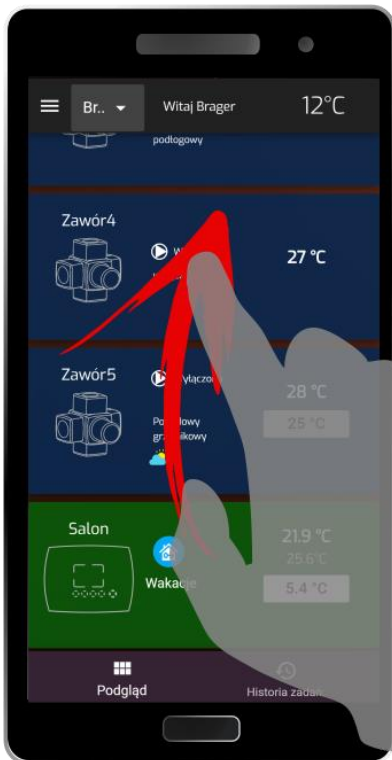 Br..
Witaj Brager
12°C
podłogowy
Zawór4
27 °C
Zawór5
28 °C
25 °C
Salon
21.9 °C
25.6°C
5.4 °C
Wakacje
Podgląd
Historia zadań